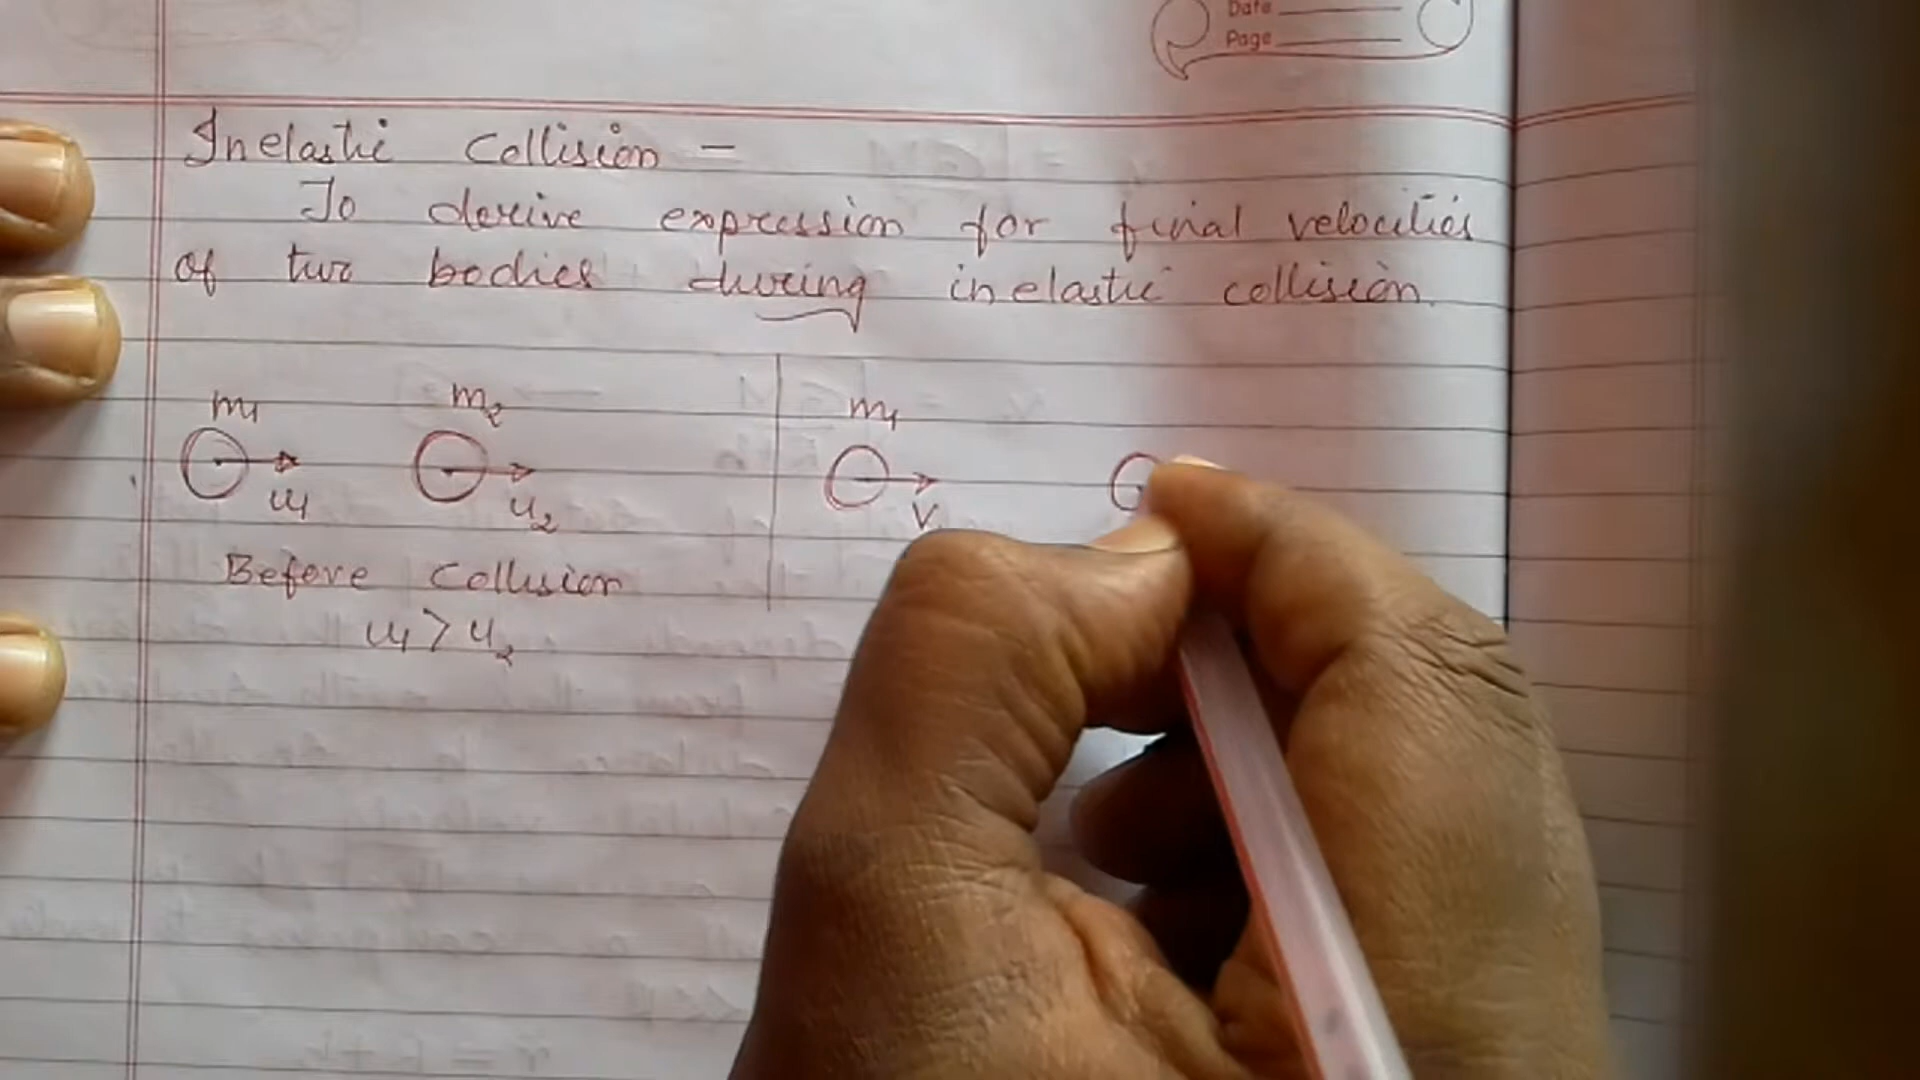 Date
Page
Inelastic Collision -
To derive expression for final velocities
of two bodies during inelastic collision.
m1 m2 m1
u1 u2 V
Before Collision
u1 > u2